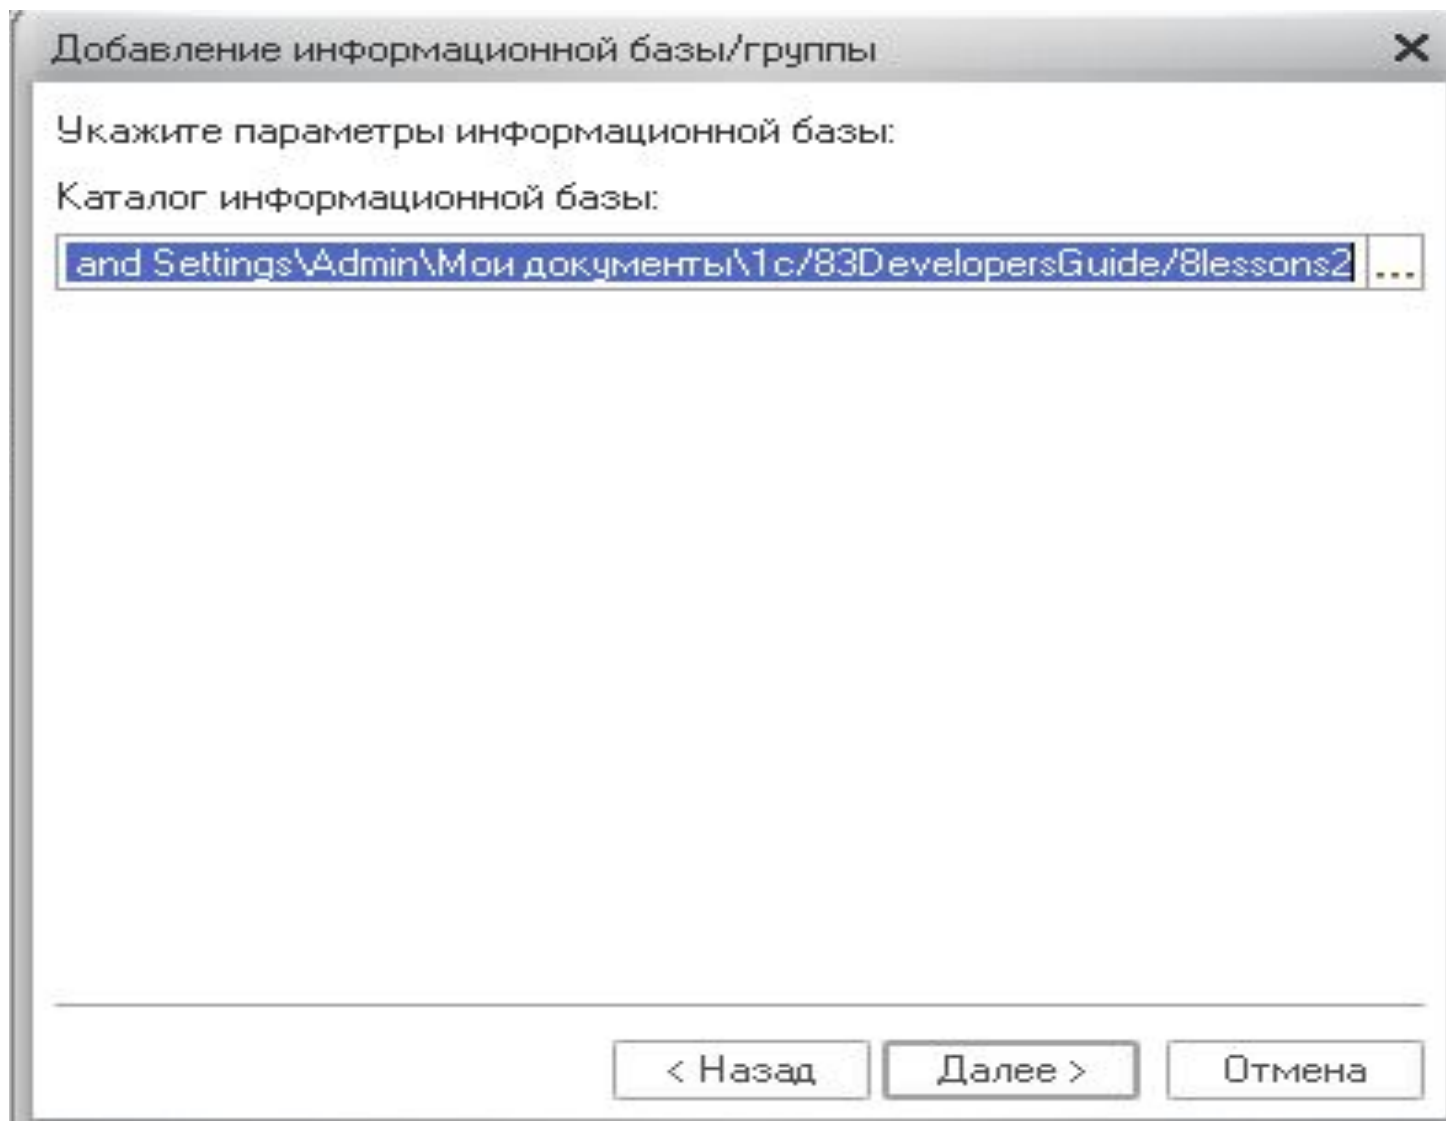 Добавление информационной базы/группы
Укажите параметры информационной базы:
Каталог информационной базы:
and Settings\Admin\Мои документы\1c/83DevelopersGuide/8lessons2 ...
< Назад Далее > Отмена